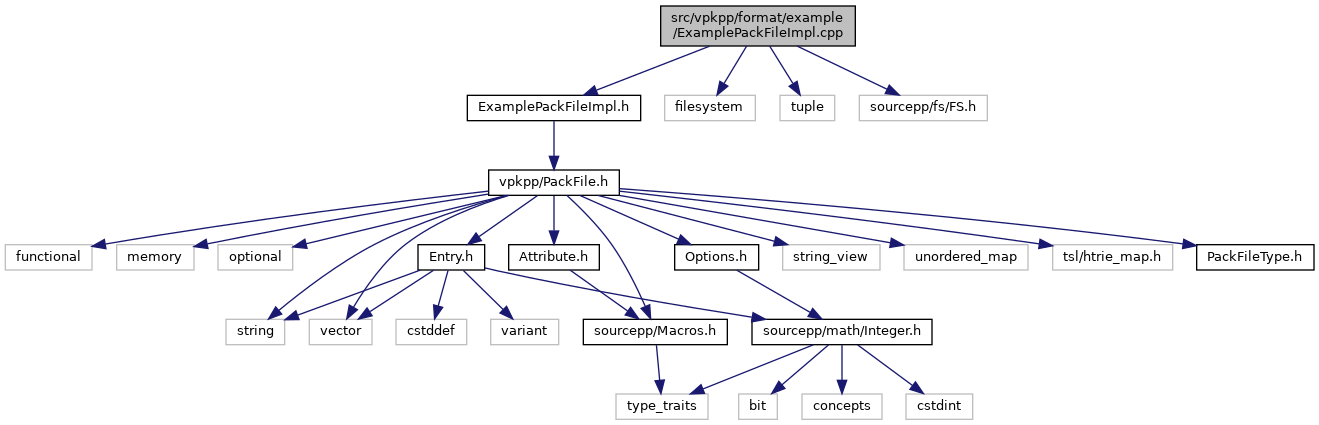 src/vpkpp/format/example
/ExamplePackFileImpl.cpp
ExamplePackFileImpl.h
filesystem
tuple
sourcepp/fs/FS.h
vpkpp/PackFile.h
functional
memory
optional
Entry.h
Attribute.h
Options.h
string_view
unordered_map
tsl/htrie_map.h
PackFileType.h
string
vector
cstddef
variant
sourcepp/Macros.h
sourcepp/math/Integer.h
type_traits
bit
concepts
cstdint